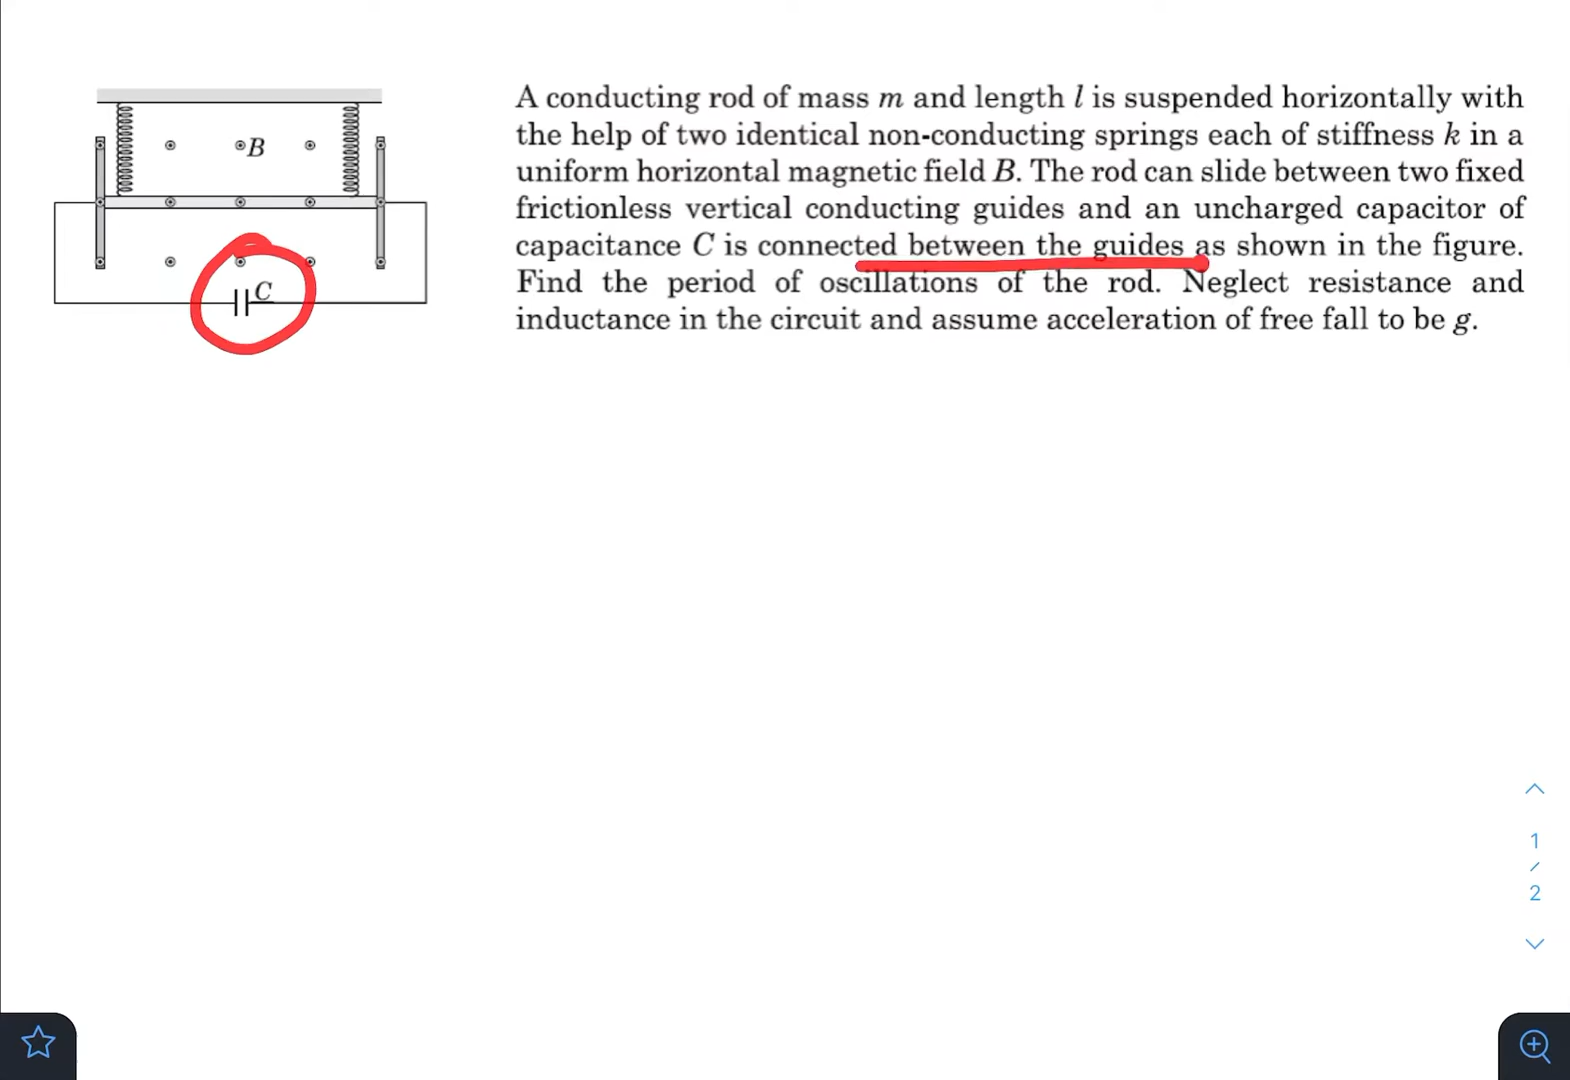 B
C
A conducting rod of mass m and length l is suspended horizontally with
the help of two identical non-conducting springs each of stiffness k in a
uniform horizontal magnetic field B. The rod can slide between two fixed
frictionless vertical conducting guides and an uncharged capacitor of
capacitance C is connected between the guides as shown in the figure.
Find the period of oscillations of the rod. Neglect resistance and
inductance in the circuit and assume acceleration of free fall to be g.
1
/
2